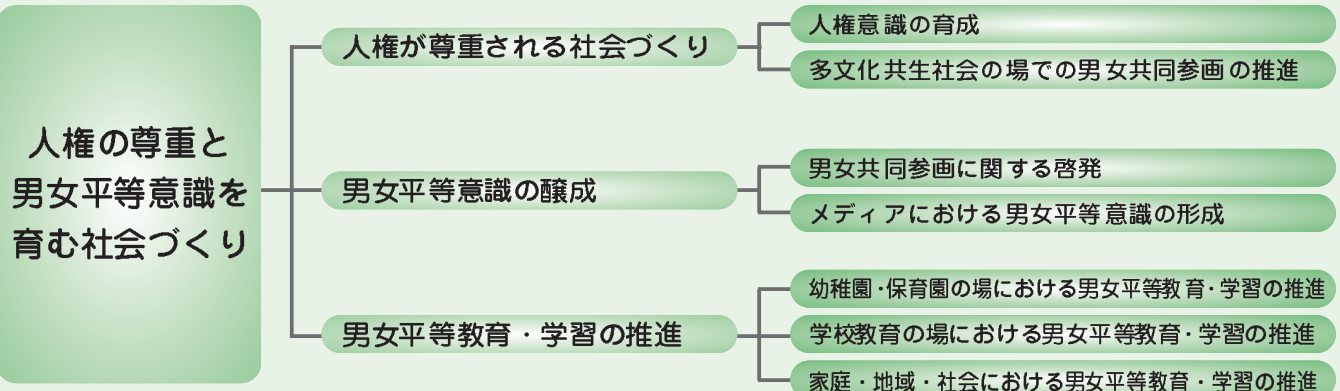 人権の尊重と
男女平等意識を
育む社会づくり
人権が尊重される社会づくり
人権意識の育成
多文化共生社会の場での男女共同参画の推進
男女平等意識の醸成
男女共同参画に関する啓発
メディアにおける男女平等意識の形成
男女平等教育・学習の推進
幼稚園・保育園の場における男女平等教育・学習の推進
学校教育の場における男女平等教育・学習の推進
家庭・地域・社会における男女平等教育・学習の推進